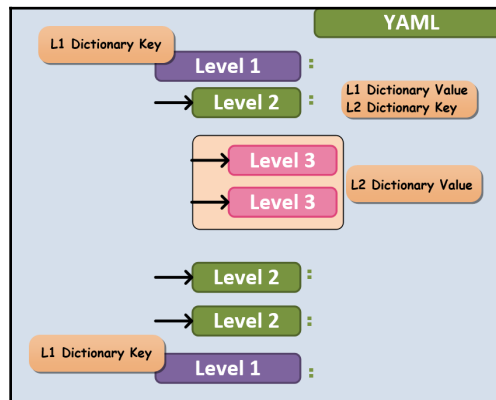 YAML
L1 Dictionary Key
Level 1 :
Level 2 :
L1 Dictionary Value
L2 Dictionary Key
Level 3
Level 3
L2 Dictionary Value
Level 2 :
Level 2 :
L1 Dictionary Key
Level 1 :